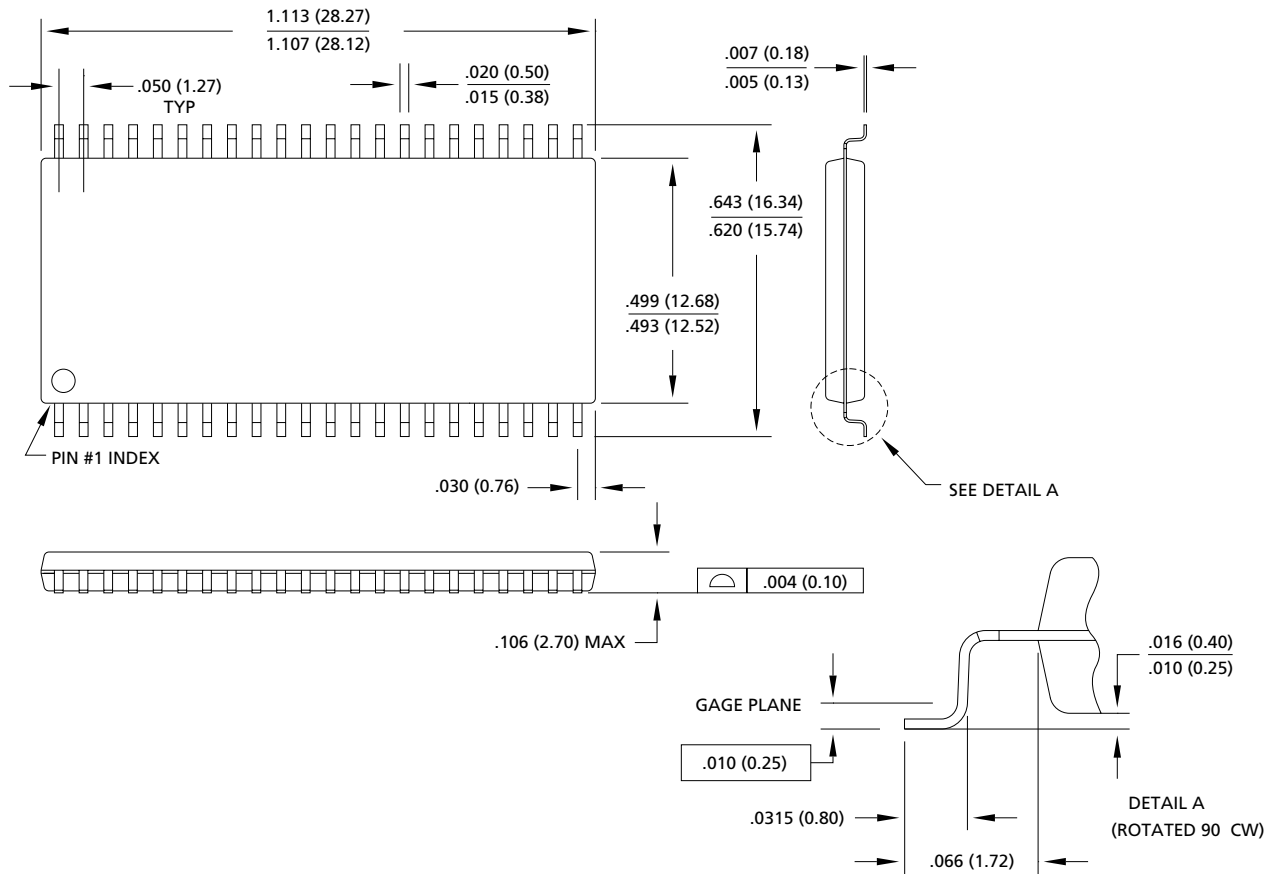 1.113 (28.27)
1.107 (28.12)
.050 (1.27)
TYP
.020 (0.50)
.015 (0.38)
.007 (0.18)
.005 (0.13)
.643 (16.34)
.620 (15.74)
.499 (12.68)
.493 (12.52)
PIN #1 INDEX
.030 (0.76)
SEE DETAIL A
.004 (0.10)
.106 (2.70) MAX
.016 (0.40)
.010 (0.25)
GAGE PLANE
.010 (0.25)
.0315 (0.80)
DETAIL A
(ROTATED 90 CW)
.066 (1.72)